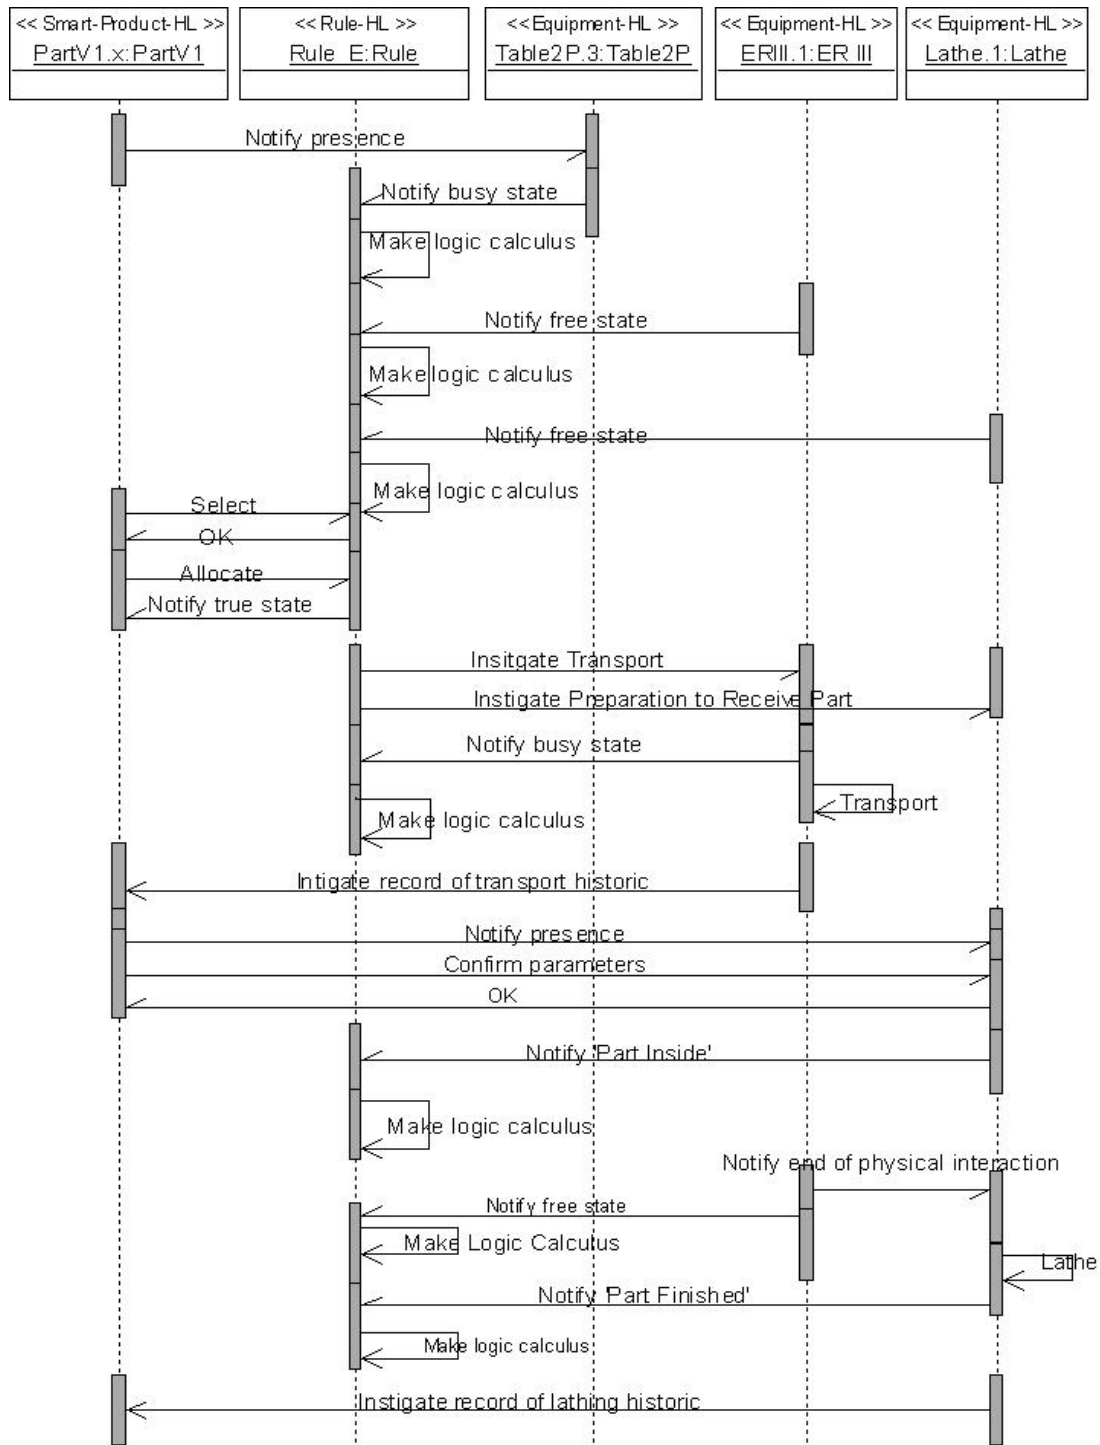 << Smart-Product-HL >>
PartV1.x:PartV1
<< Rule-HL >>
Rule E:Rule
<<Equipment-HL >>
Table2P.3:Table2P
<< Equipment-HL >>
ERIII.1:ER III
<< Equipment-HL >>
Lathe.1:Lathe
Notify presence
Notify busy state
Make logic calculus
Notify free state
Make logic calculus
Notify free state
Make logic calculus
Select
OK
Allocate
Notify true state
Insitgate Transport
Instigate Preparation to Receive Part
Notify busy state
Transport
Make logic calculus
Intigate record of transport historic
Notify presence
Confirm parameters
OK
Notify 'Part Inside'
Make logic calculus
Notify end of physical interaction
Notify free state
Make Logic Calculus
Lathe
Notify 'Part Finished'
Make logic calculus
Instigate record of lathing historic